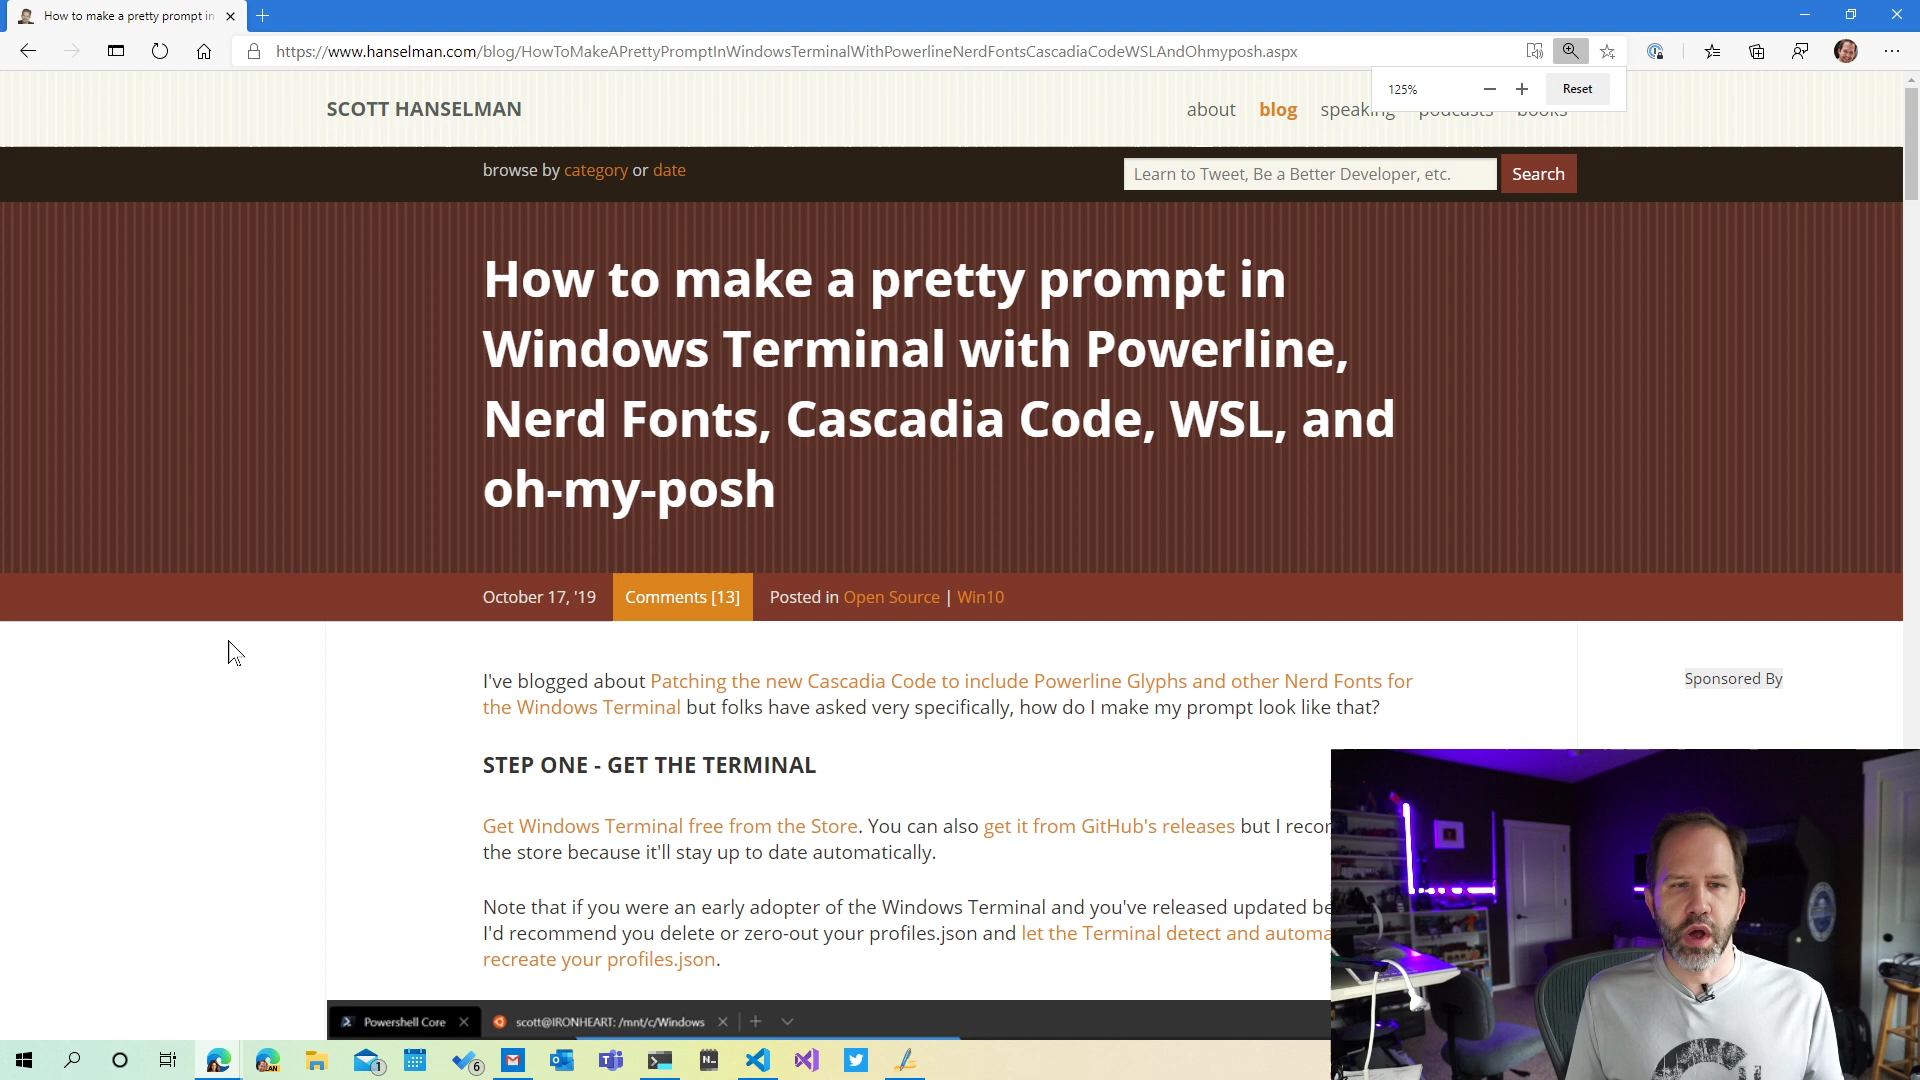 How to make a pretty prompt in
https://www.hanselman.com/blog/HowToMakeAPrettyPromptInWindowsTerminalWithPowerlineNerdFontsCascadiaCodeWSLAndOhmyposh.aspx
125%
Reset
SCOTT HANSELMAN
about blog speaking podcasts books
browse by category or date
Learn to Tweet, Be a Better Developer, etc.
Search
How to make a pretty prompt in
Windows Terminal with Powerline,
Nerd Fonts, Cascadia Code, WSL, and
oh-my-posh
October 17, '19 Comments [13] Posted in Open Source | Win10
I've blogged about Patching the new Cascadia Code to include Powerline Glyphs and other Nerd Fonts for
the Windows Terminal but folks have asked very specifically, how do I make my prompt look like that?
Sponsored By
STEP ONE - GET THE TERMINAL
Get Windows Terminal free from the Store. You can also get it from GitHub's releases but I recor
the store because it'll stay up to date automatically.
Note that if you were an early adopter of the Windows Terminal and you've released updated be
I'd recommend you delete or zero-out your profiles.json and let the Terminal detect and automa
recreate your profiles.json.
Powershell Core
scott@IRONHEART: /mnt/c/Windows
1
6